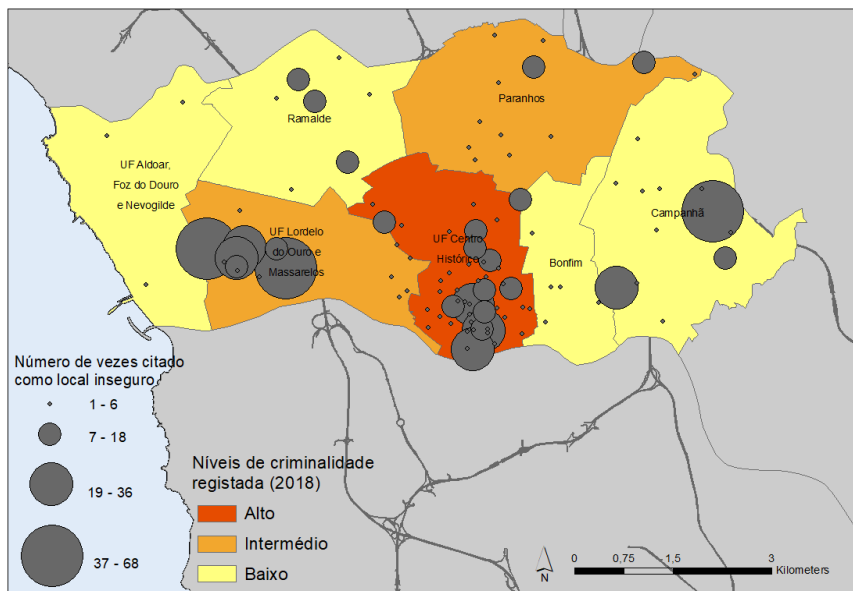 Paranhos
Ramalde
UF Aldoar,
Foz do Douro
e Nevogilde
UF Lordelo
do Ouro e
Massarelos
UF Centro
Histórico
Bonfim
Campanhã
Número de vezes citado
como local inseguro
1 - 6
7 - 18
19 - 36
37 - 68
Níveis de criminalidade
registada (2018)
Alto
Intermédio
Baixo
N
0 0,75 1,5 3
Kilometers